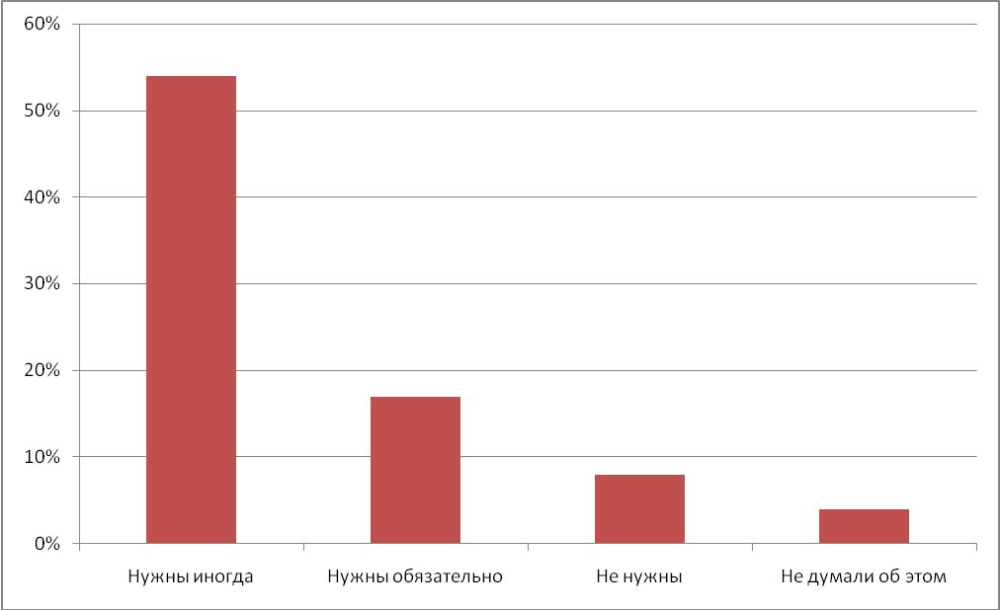 60%
50%
40%
30%
20%
10%
0%
Нужны иногда
Нужны обязательно
Не нужны
Не думали об этом